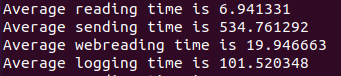 Average reading time is 6.941331
Average sending time is 534.761292
Average webreading time is 19.946663
Average logging time is 101.520348